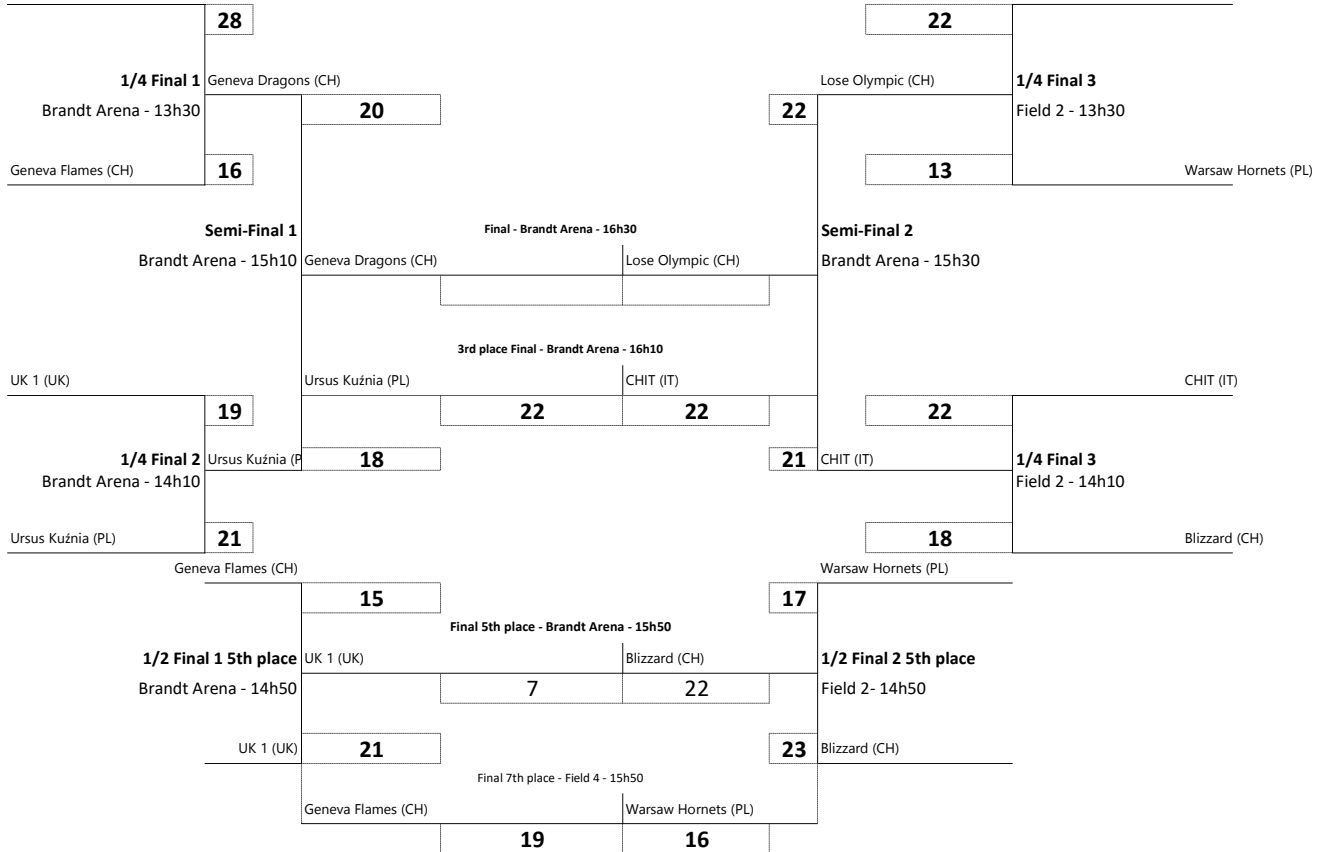 28
22
1/4 Final 1
Geneva Dragons (CH)
Lose Olympic (CH)
1/4 Final 3
Brandt Arena - 13h30
20
22
Field 2 - 13h30
Geneva Flames (CH)
16
13
Warsaw Hornets (PL)
Semi-Final 1
Final - Brandt Arena - 16h30
Semi-Final 2
Brandt Arena - 15h10
Geneva Dragons (CH)
Lose Olympic (CH)
Brandt Arena - 15h30
3rd place Final - Brandt Arena - 16h10
UK 1 (UK)
Ursus Kuźnia (PL)
CHIT (IT)
CHIT (IT)
19
22
22
22
1/4 Final 2
Ursus Kuźnia (P
18
21
CHIT (IT)
1/4 Final 3
Brandt Arena - 14h10
Field 2 - 14h10
Ursus Kuźnia (PL)
21
18
Blizzard (CH)
Geneva Flames (CH)
Warsaw Hornets (PL)
15
17
Final 5th place - Brandt Arena - 15h50
1/2 Final 1 5th place
UK 1 (UK)
Blizzard (CH)
1/2 Final 2 5th place
Brandt Arena - 14h50
7
22
Field 2- 14h50
UK 1 (UK)
21
23
Blizzard (CH)
Final 7th place - Field 4 - 15h50
Geneva Flames (CH)
Warsaw Hornets (PL)
19
16